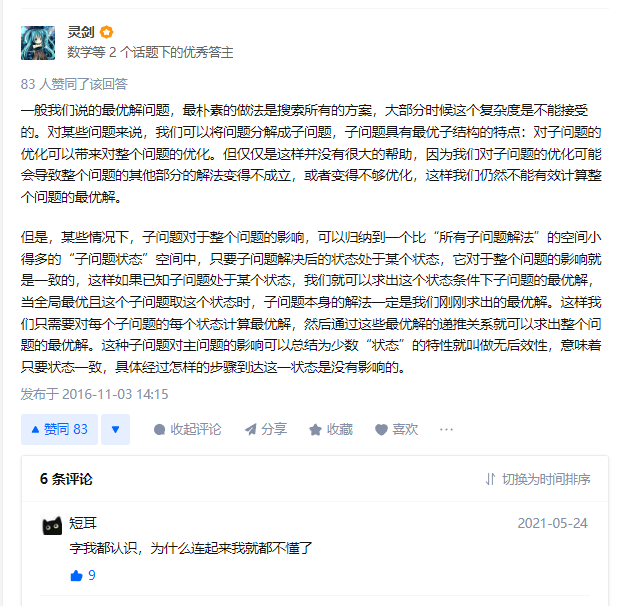 灵剑
数学等 2 个话题下的优秀答主
83 人赞同了该回答
一般我们说的最优解问题，最朴素的做法是搜索所有的方案，大部分时候这个复杂度是不能接受
的。对某些问题来说，我们可以将问题分解成子问题，子问题具有最优子结构的特点：对子问题的
优化可以带来对整个问题的优化。但仅仅是这样并没有很大的帮助，因为我们对子问题的优化可能
会导致整个问题的其他部分的解法变得不成立，或者变得不够优化，这样我们仍然不能有效计算整
个问题的最优解。
但是，某些情况下，子问题对于整个问题的影响，可以归纳到一个比“所有子问题解法”的空间小
得多的“子问题状态”空间中，只要子问题解决后的状态处于某个状态，它对于整个问题的影响就
是一致的，这样如果已知子问题处于某个状态，我们就可以求出这个状态条件下子问题的最优解，
当全局最优且这个子问题取这个状态时，子问题本身的解法一定是我们刚刚求出的最优解。这样我
们只需要对每个子问题的每个状态计算最优解，然后通过这些最优解的递推关系就可以求出整个问
题的最优解。这种子问题对主问题的影响可以总结为少数“状态”的特性就叫做无后效性，意味着
只要状态一致，具体经过怎样的步骤到达这一状态是没有影响的。
发布于 2016-11-03 14:15
赞同 83 收起评论 分享 收藏 喜欢 ···
6 条评论 切换为时间排序
短耳 2021-05-24
字我都认识，为什么连起来我就都不懂了
9